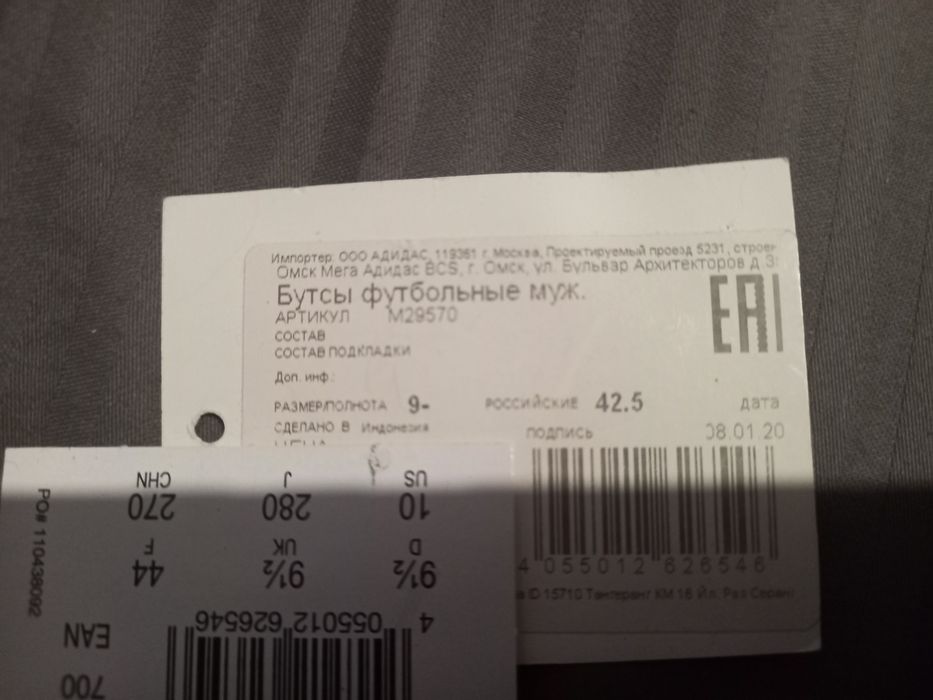 Импортер: ООО АДИДАС, 119361 г. Москва, Проектируемый проезд 5231, строен
Омск Мега Адидас BCS, г. Омск, ул. Бульвар Архитекторов д 3
Бутсы футбольные муж.
АРТИКУЛ M29570
СОСТАВ
СОСТАВ ПОДКЛАДКИ
Доп. инф.:
EAC
РАЗМЕР/ПОЛНОТА 9- РОССИЙСКИЕ 42.5 дата
СДЕЛАНО В Индонезия подпись 08.01.20
ЦЕНА
4 055012 626546
ID 15710 Тангеранг КМ 16 Йл. Рая Серанг
US J CHN
10 280 270
D UK F
9½ 9½ 44
4 055012 626546
EAN
700
PO# 110438092